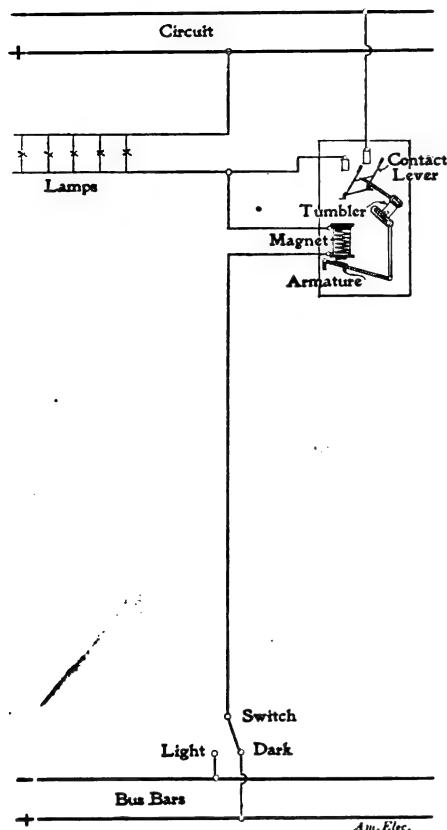 Circuit
+
Lamps
Contact
Lever
Tumbler
Magnet
Armature
Switch
Light
Dark
−
Bus Bars
+
Am. Elec.